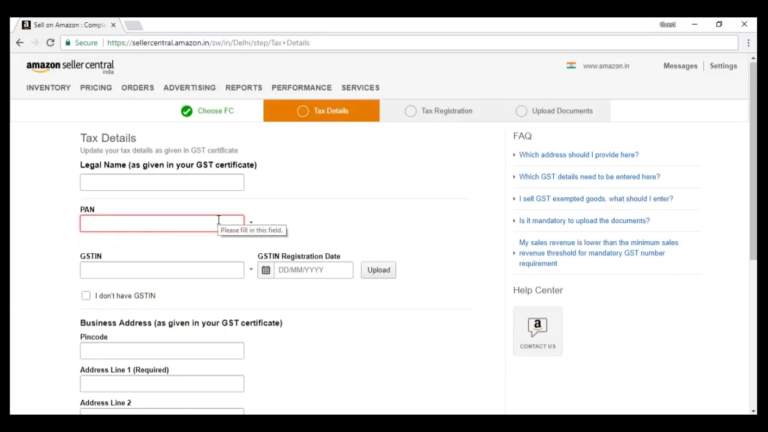 Sell on Amazon : Comple
Guest
Secure
https://sellercentral.amazon.in/sw/in/Delhi/step/Tax+Details
amazon seller central
india
www.amazon.in
Messages
Settings
INVENTORY PRICING ORDERS ADVERTISING REPORTS PERFORMANCE SERVICES
Choose FC
Tax Details
Tax Registration
Upload Documents
Tax Details
Update your tax details as given in GST certificate
Legal Name (as given in your GST certificate)
PAN
Please fill in this field.
GSTIN
GSTIN Registration Date
DD/MM/YYYY
Upload
I don't have GSTIN
Business Address (as given in your GST certificate)
Pincode
Address Line 1 (Required)
Address Line 2
FAQ
Which address should I provide here?
Which GST details need to be entered here?
I sell GST exempted goods, what should I enter?
Is it mandatory to upload the documents?
My sales revenue is lower than the minimum sales
revenue threshold for mandatory GST number
requirement
Help Center
a
CONTACT US